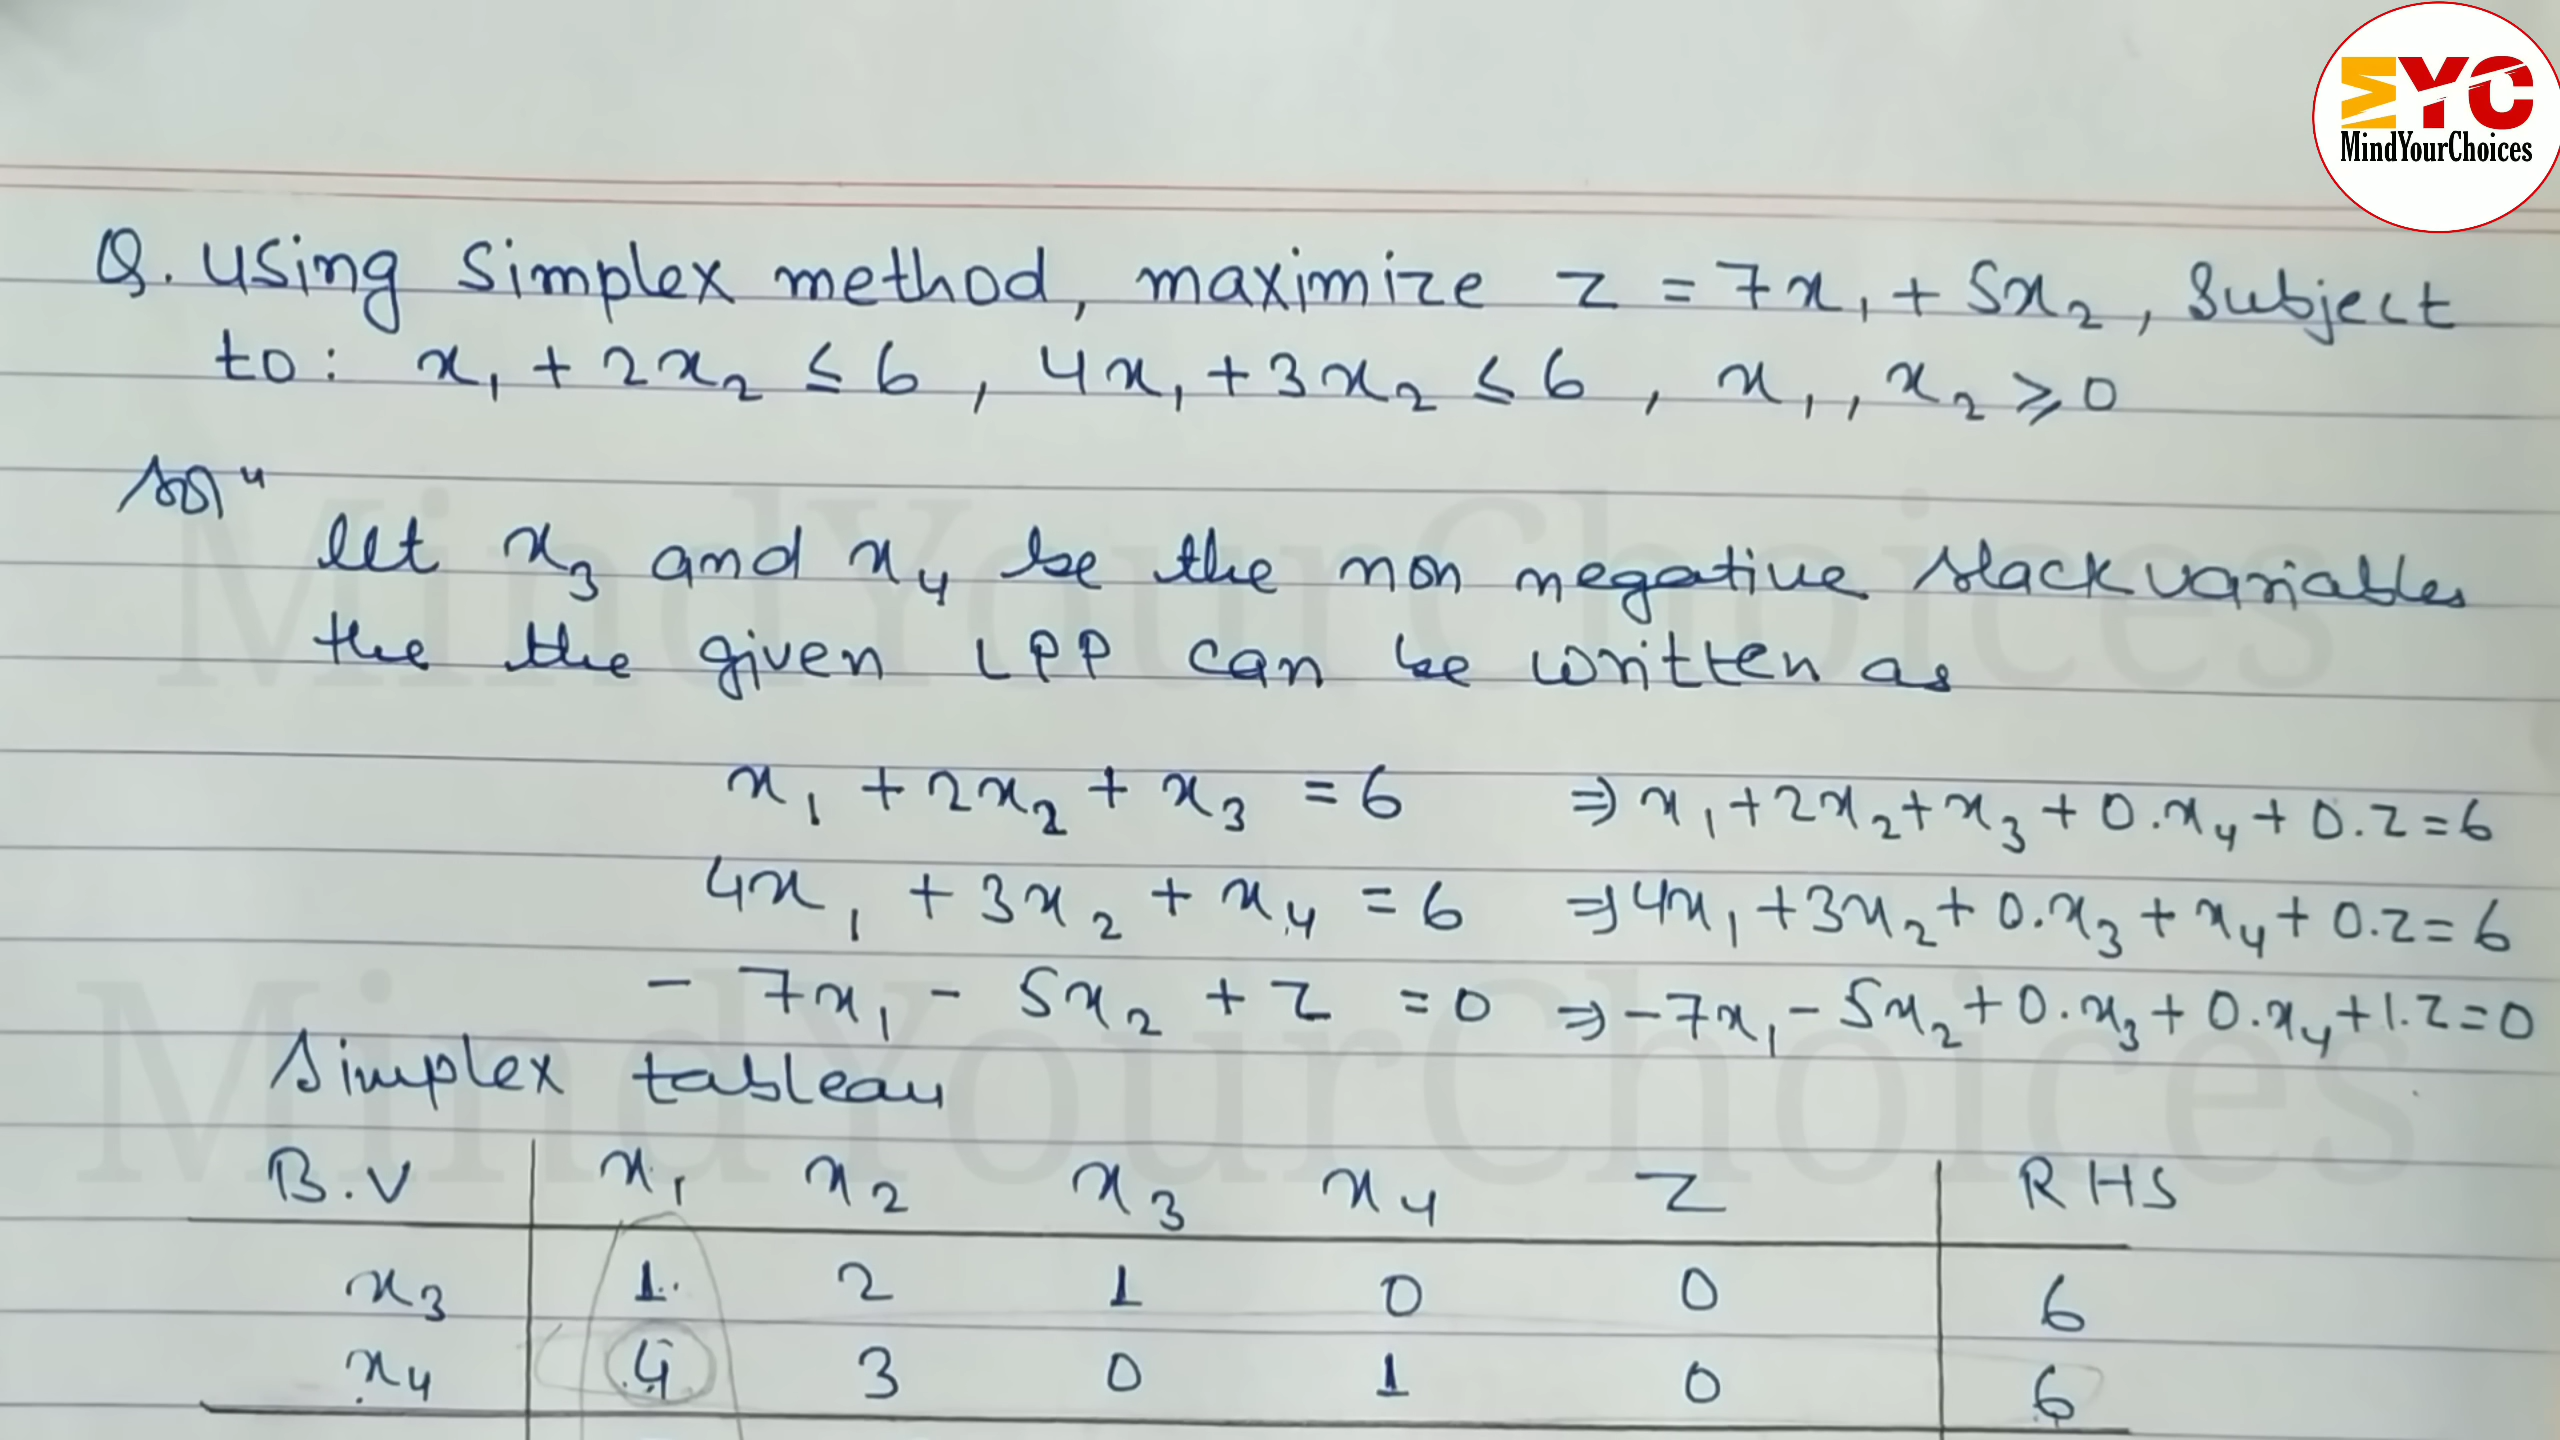 MYC
MindYourChoices
Q. Using Simplex method, maximize z = 7x₁ + 5x₂, Subject
to: x₁ + 2x₂ ≤ 6, 4x₁ + 3x₂ ≤ 6, x₁, x₂ ≥ 0
Solⁿ
let x₃ and x₄ be the non negative slack variables
the the given LPP can be written as
x₁ + 2x₂ + x₃ = 6 ⇒ x₁ + 2x₂ + x₃ + 0.x₄ + 0.z = 6
4x₁ + 3x₂ + x₄ = 6 ⇒ 4x₁ + 3x₂ + 0.x₃ + x₄ + 0.z = 6
- 7x₁ - 5x₂ + z = 0 ⇒ -7x₁ - 5x₂ + 0.x₃ + 0.x₄ + 1.z = 0
Simplex tableau
B.V x₁ x₂ x₃ x₄ z RHS
x₃ 1 2 1 0 0 6
x₄ 4 3 0 1 0 6
MindYourChoices
MindYourChoices